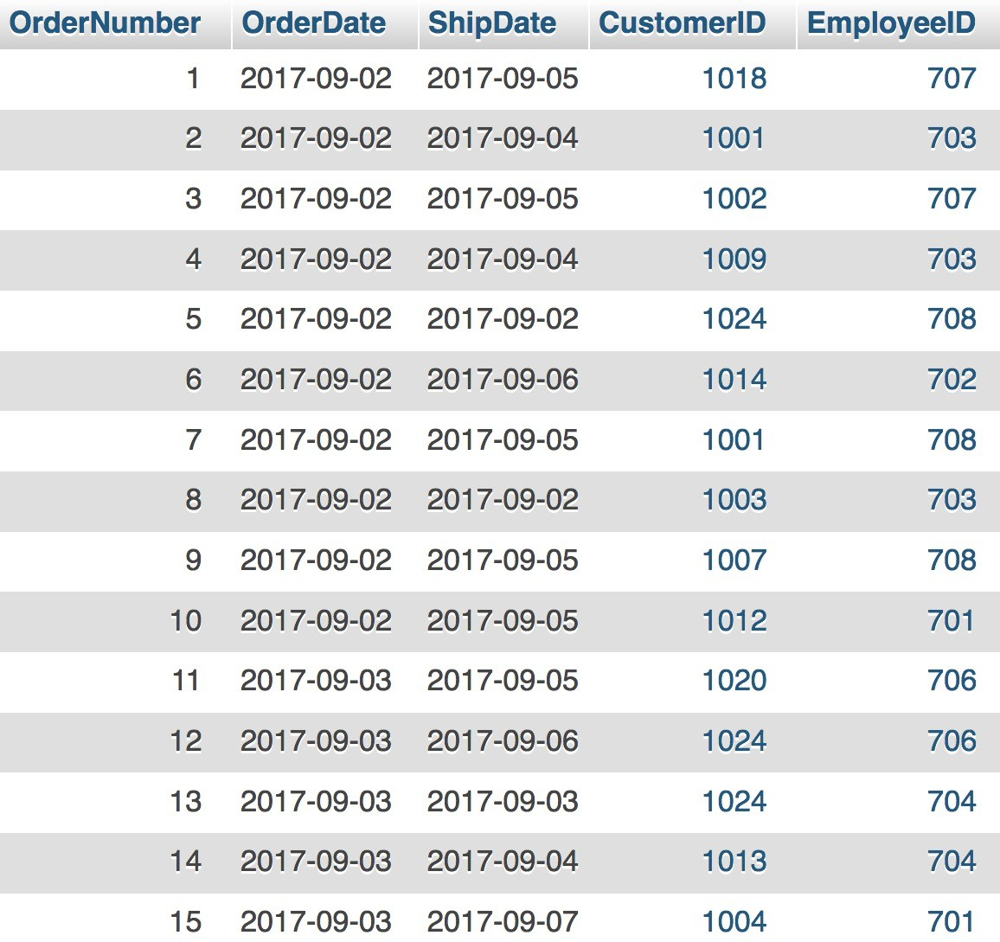 OrderNumber OrderDate ShipDate CustomerID EmployeeID
1 2017-09-02 2017-09-05 1018 707
2 2017-09-02 2017-09-04 1001 703
3 2017-09-02 2017-09-05 1002 707
4 2017-09-02 2017-09-04 1009 703
5 2017-09-02 2017-09-02 1024 708
6 2017-09-02 2017-09-06 1014 702
7 2017-09-02 2017-09-05 1001 708
8 2017-09-02 2017-09-02 1003 703
9 2017-09-02 2017-09-05 1007 708
10 2017-09-02 2017-09-05 1012 701
11 2017-09-03 2017-09-05 1020 706
12 2017-09-03 2017-09-06 1024 706
13 2017-09-03 2017-09-03 1024 704
14 2017-09-03 2017-09-04 1013 704
15 2017-09-03 2017-09-07 1004 701